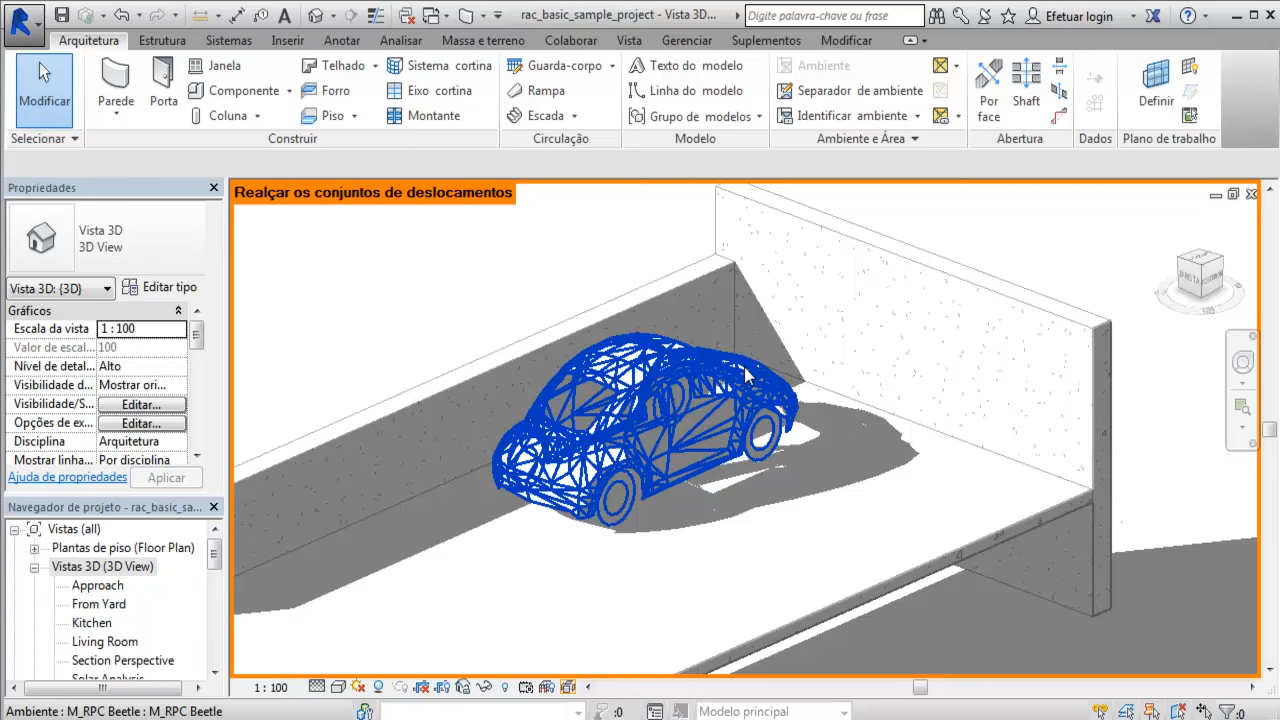 rac_basic_sample_project - Vista 3D...
Digite palavra-chave ou frase
Efetuar login
Arquitetura Estrutura Sistemas Inserir Anotar Analisar Massa e terreno Colaborar Vista Gerenciar Suplementos Modificar
Modificar
Selecionar
Parede
Porta
Janela
Componente
Coluna
Telhado
Forro
Piso
Sistema cortina
Eixo cortina
Montante
Construir
Guarda-corpo
Rampa
Escada
Circulação
Texto do modelo
Linha do modelo
Grupo de modelos
Modelo
Ambiente
Separador de ambiente
Identificar ambiente
Ambiente e Área
Por
face
Shaft
Abertura
Dados
Definir
Plano de trabalho
Propriedades
Vista 3D
3D View
Vista 3D: {3D}
Editar tipo
Gráficos
Escala da vista 1 : 100
Valor de escal... 100
Nível de detal... Alto
Visibilidade d... Mostrar ori...
Visibilidade/S... Editar...
Opções de ex... Editar...
Disciplina Arquitetura
Mostrar linha... Por disciplina
Ajuda de propriedades
Aplicar
Navegador de projeto - rac_basic_sa...
Vistas (all)
Plantas de piso (Floor Plan)
Vistas 3D (3D View)
Approach
From Yard
Kitchen
Living Room
Section Perspective
Solar Analysis
Realçar os conjuntos de deslocamentos
1 : 100
Ambiente : M_RPC Beetle : M_RPC Beetle
:0
Modelo principal
:0